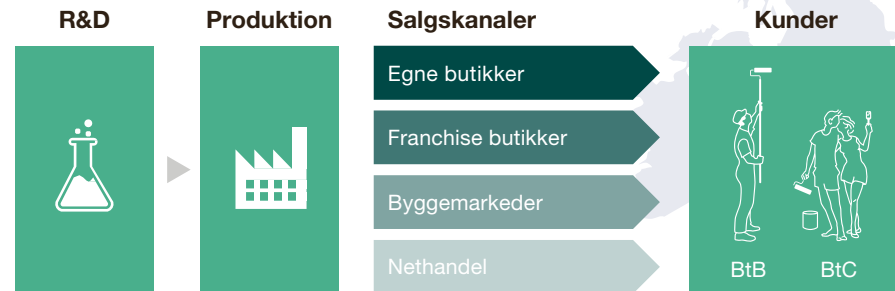 R&D
Produktion
Salgskanaler
Kunder
Egne butikker
Franchise butikker
Byggemarkeder
Nethandel
BtB
BtC